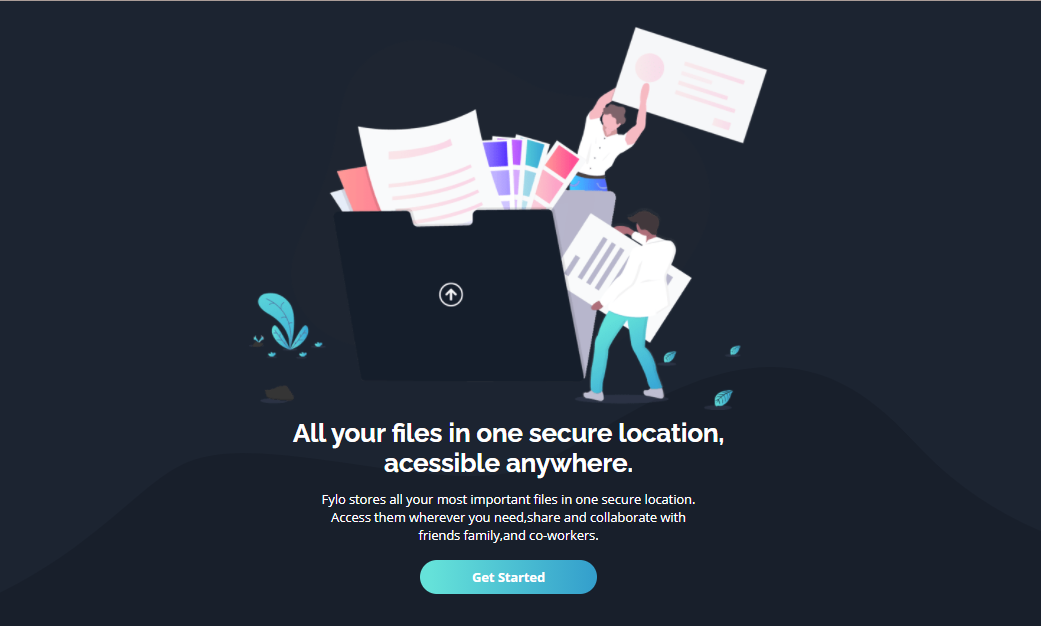 All your files in one secure location,
acessible anywhere.
Fylo stores all your most important files in one secure location.
Access them wherever you need,share and collaborate with
friends family,and co-workers.
Get Started